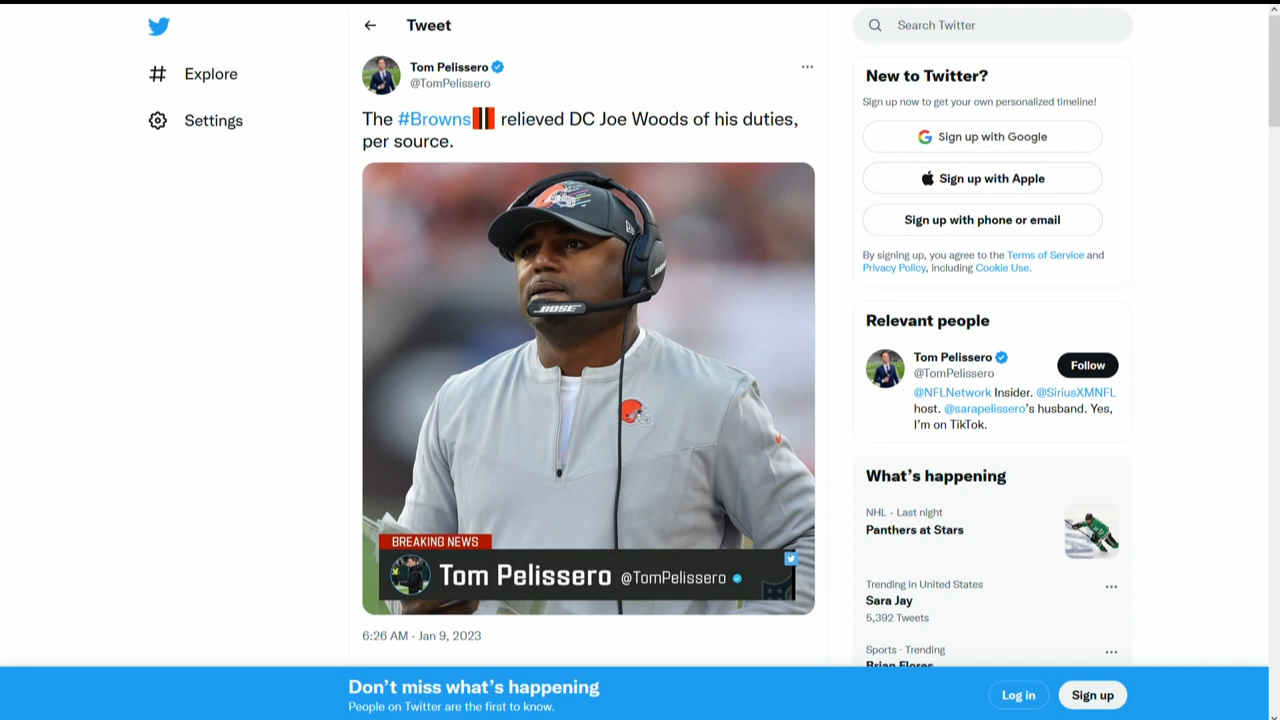 Tweet
Search Twitter
Explore
Settings
Tom Pelissero
@TomPelissero
The #Browns relieved DC Joe Woods of his duties,
per source.
BOSE
BREAKING NEWS
Tom Pelissero @TomPelissero
6:26 AM · Jan 9, 2023
New to Twitter?
Sign up now to get your own personalized timeline!
Sign up with Google
Sign up with Apple
Sign up with phone or email
By signing up, you agree to the Terms of Service and
Privacy Policy, including Cookie Use.
Relevant people
Tom Pelissero
@TomPelissero
Follow
@NFLNetwork Insider. @SiriusXMNFL
host. @sarapelissero's husband. Yes,
I'm on TikTok.
What's happening
NHL · Last night
Panthers at Stars
Trending in United States
Sara Jay
5,392 Tweets
Sports · Trending
Brian Flores
Don't miss what's happening
People on Twitter are the first to know.
Log in
Sign up